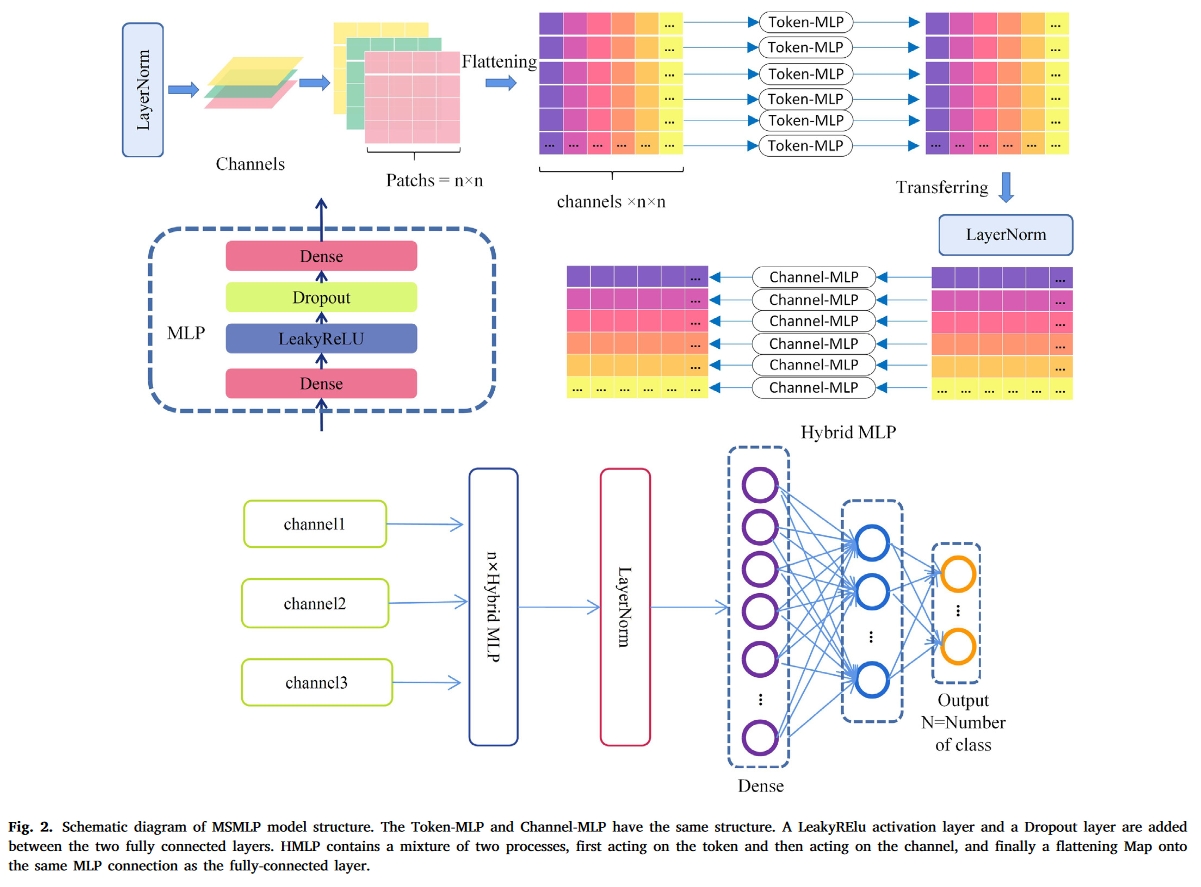 LayerNorm
Channels
Patchs = n×n
Flattening
... Token-MLP ...
... Token-MLP ...
... Token-MLP ...
... Token-MLP ...
... Token-MLP ...
... ... ... ... ... ... Token-MLP ... ... ... ... ... ...
channels ×n×n
Transferring
LayerNorm
... Channel-MLP ...
... Channel-MLP
... Channel-MLP
... Channel-MLP ...
... Channel-MLP ...
... ... ... ... ... ... Channel-MLP ... ... ... ... ... ...
Hybrid MLP
MLP
Dense
Dropout
LeakyReLU
Dense
channel1
channel2
channel3
n×Hybrid MLP
LayerNorm
...
Dense
...
...
Output
N=Number
of class
Fig. 2. Schematic diagram of MSMLP model structure. The Token-MLP and Channel-MLP have the same structure. A LeakyRElu activation layer and a Dropout layer are added
between the two fully connected layers. HMLP contains a mixture of two processes, first acting on the token and then acting on the channel, and finally a flattening Map onto
the same MLP connection as the fully-connected layer.